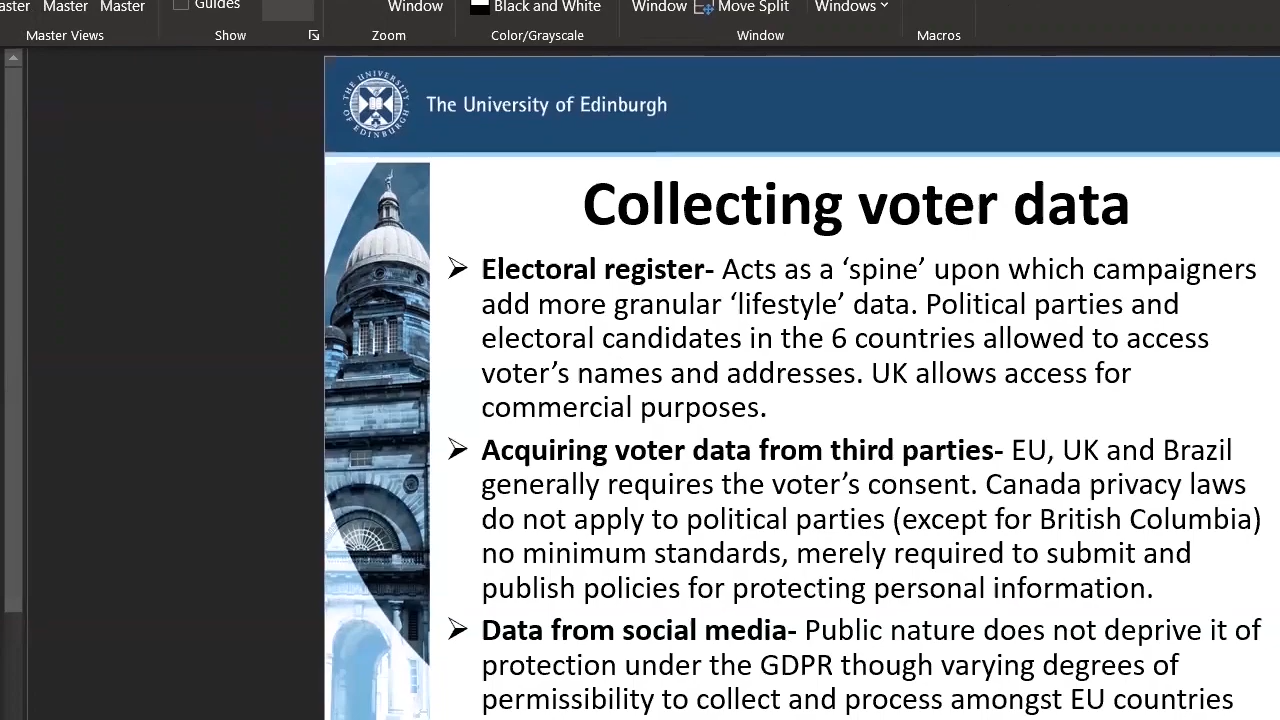 aster Master Master Guides Window Black and White Window Move Split Windows
Master Views Show Zoom Color/Grayscale Window Macros
THE UNIVERSITY OF EDINBURGH
The University of Edinburgh
Collecting voter data
Electoral register- Acts as a ‘spine’ upon which campaigners
add more granular ‘lifestyle’ data. Political parties and
electoral candidates in the 6 countries allowed to access
voter’s names and addresses. UK allows access for
commercial purposes.
Acquiring voter data from third parties- EU, UK and Brazil
generally requires the voter’s consent. Canada privacy laws
do not apply to political parties (except for British Columbia)
no minimum standards, merely required to submit and
publish policies for protecting personal information.
Data from social media- Public nature does not deprive it of
protection under the GDPR though varying degrees of
permissibility to collect and process amongst EU countries